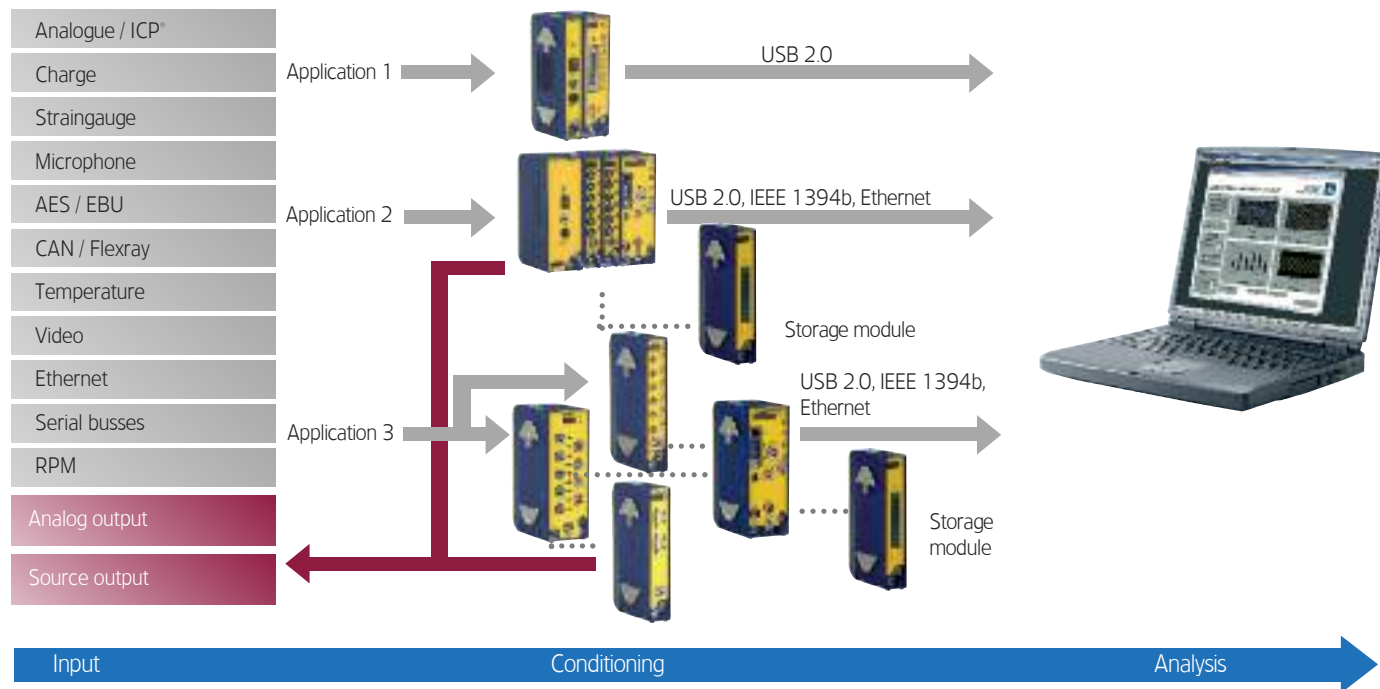 Analogue / ICP®
Charge
Straingauge
Microphone
AES / EBU
CAN / Flexray
Temperature
Video
Ethernet
Serial busses
RPM
Analog output
Source output
Application 1
USB 2.0
Application 2
USB 2.0, IEEE 1394b, Ethernet
Storage module
Application 3
USB 2.0, IEEE 1394b,
Ethernet
Storage
module
Input
Conditioning
Analysis